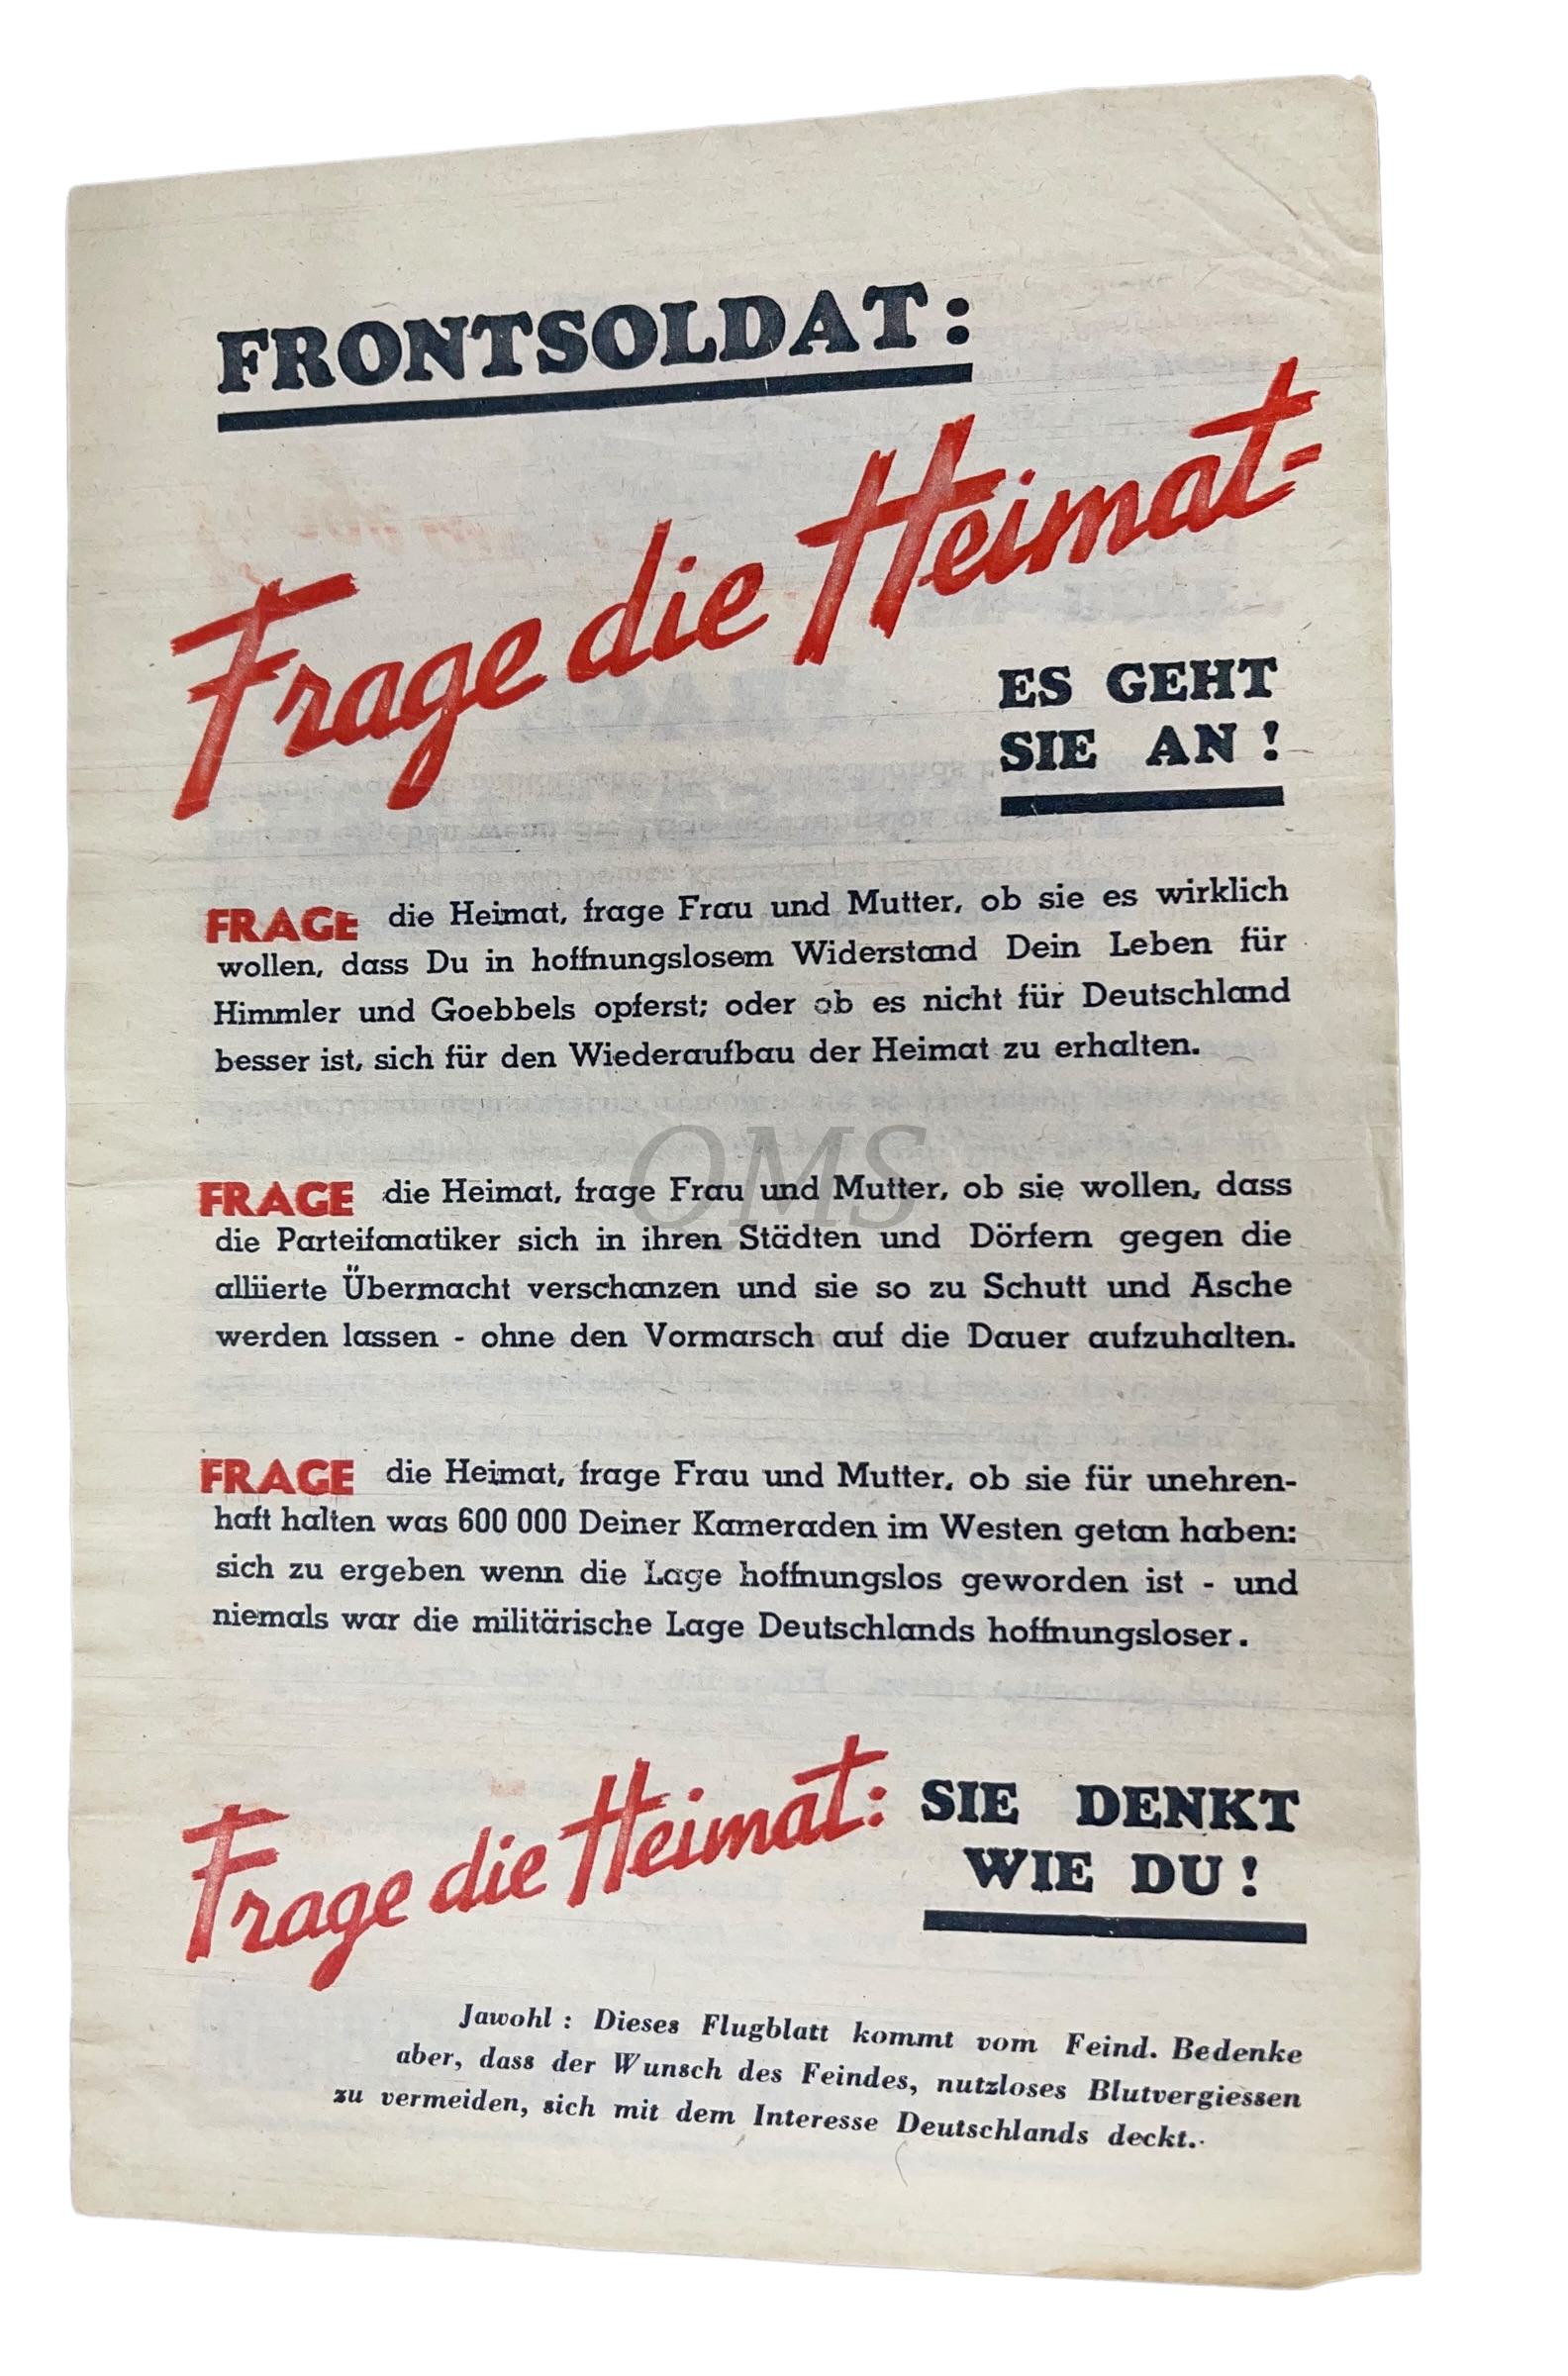 FRONTSOLDAT:
Frage die Heimat-
ES GEHT
SIE AN !
FRAGE die Heimat, frage Frau und Mutter, ob sie es wirklich
wollen, dass Du in hoffnungslosem Widerstand Dein Leben für
Himmler und Goebbels opferst; oder ob es nicht für Deutschland
besser ist, sich für den Wiederaufbau der Heimat zu erhalten.
QMS
FRAGE die Heimat, frage Frau und Mutter, ob sie wollen, dass
die Parteifanatiker sich in ihren Städten und Dörfern gegen die
alliierte Übermacht verschanzen und sie so zu Schutt und Asche
werden lassen - ohne den Vormarsch auf die Dauer aufzuhalten.
FRAGE die Heimat, frage Frau und Mutter, ob sie für unehren-
haft halten was 600 000 Deiner Kameraden im Westen getan haben:
sich zu ergeben wenn die Lage hoffnungslos geworden ist - und
niemals war die militärische Lage Deutschlands hoffnungsloser.
Frage die Heimat: SIE DENKT
WIE DU !
Jawohl : Dieses Flugblatt kommt vom Feind. Bedenke
aber, dass der Wunsch des Feindes, nutzloses Blutvergiessen
zu vermeiden, sich mit dem Interesse Deutschlands deckt.